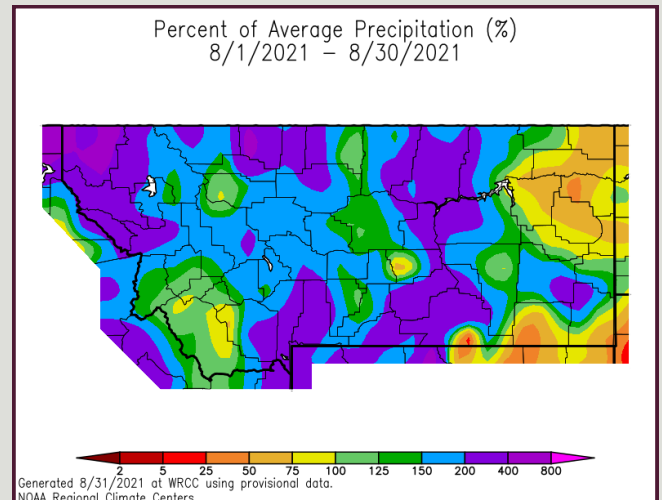 Percent of Average Precipitation (%)
8/1/2021 – 8/30/2021
2 5 25 50 75 100 125 150 200 400 800
Generated 8/31/2021 at WRCC using provisional data.
NOAA Regional Climate Centers